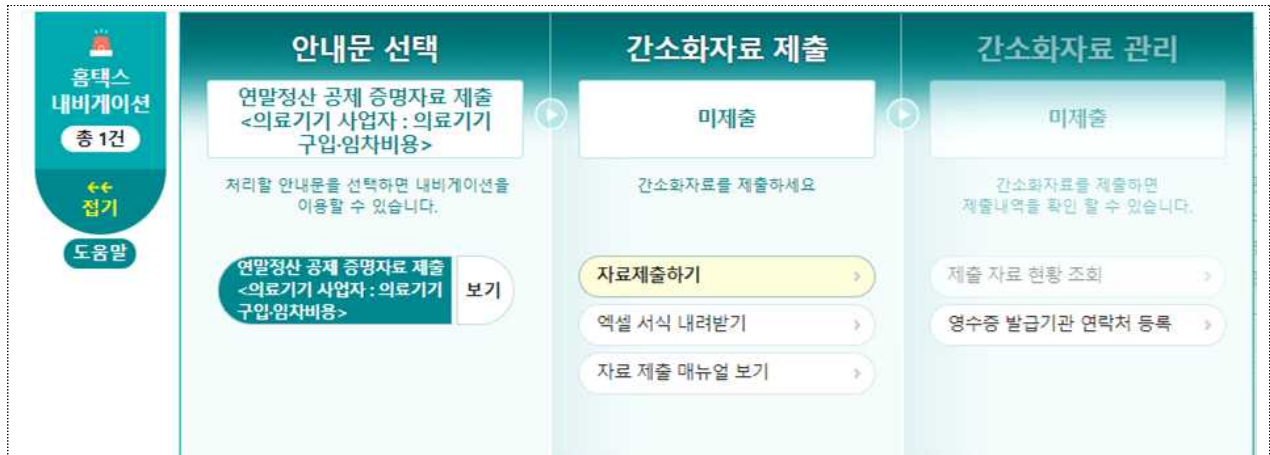 홈택스
내비게이션
총 1건
←←
접기
도움말
안내문 선택
연말정산 공제 증명자료 제출
<의료기기 사업자 : 의료기기
구입·임차비용>
처리할 안내문을 선택하면 내비게이션을
이용할 수 있습니다.
연말정산 공제 증명자료 제출
<의료기기 사업자 : 의료기기
구입·임차비용>
보기
간소화자료 제출
미제출
간소화자료를 제출하세요
자료제출하기
엑셀 서식 내려받기
자료 제출 매뉴얼 보기
간소화자료 관리
미제출
간소화자료를 제출하면
제출내역을 확인 할 수 있습니다.
제출 자료 현황 조회
영수증 발급기관 연락처 등록